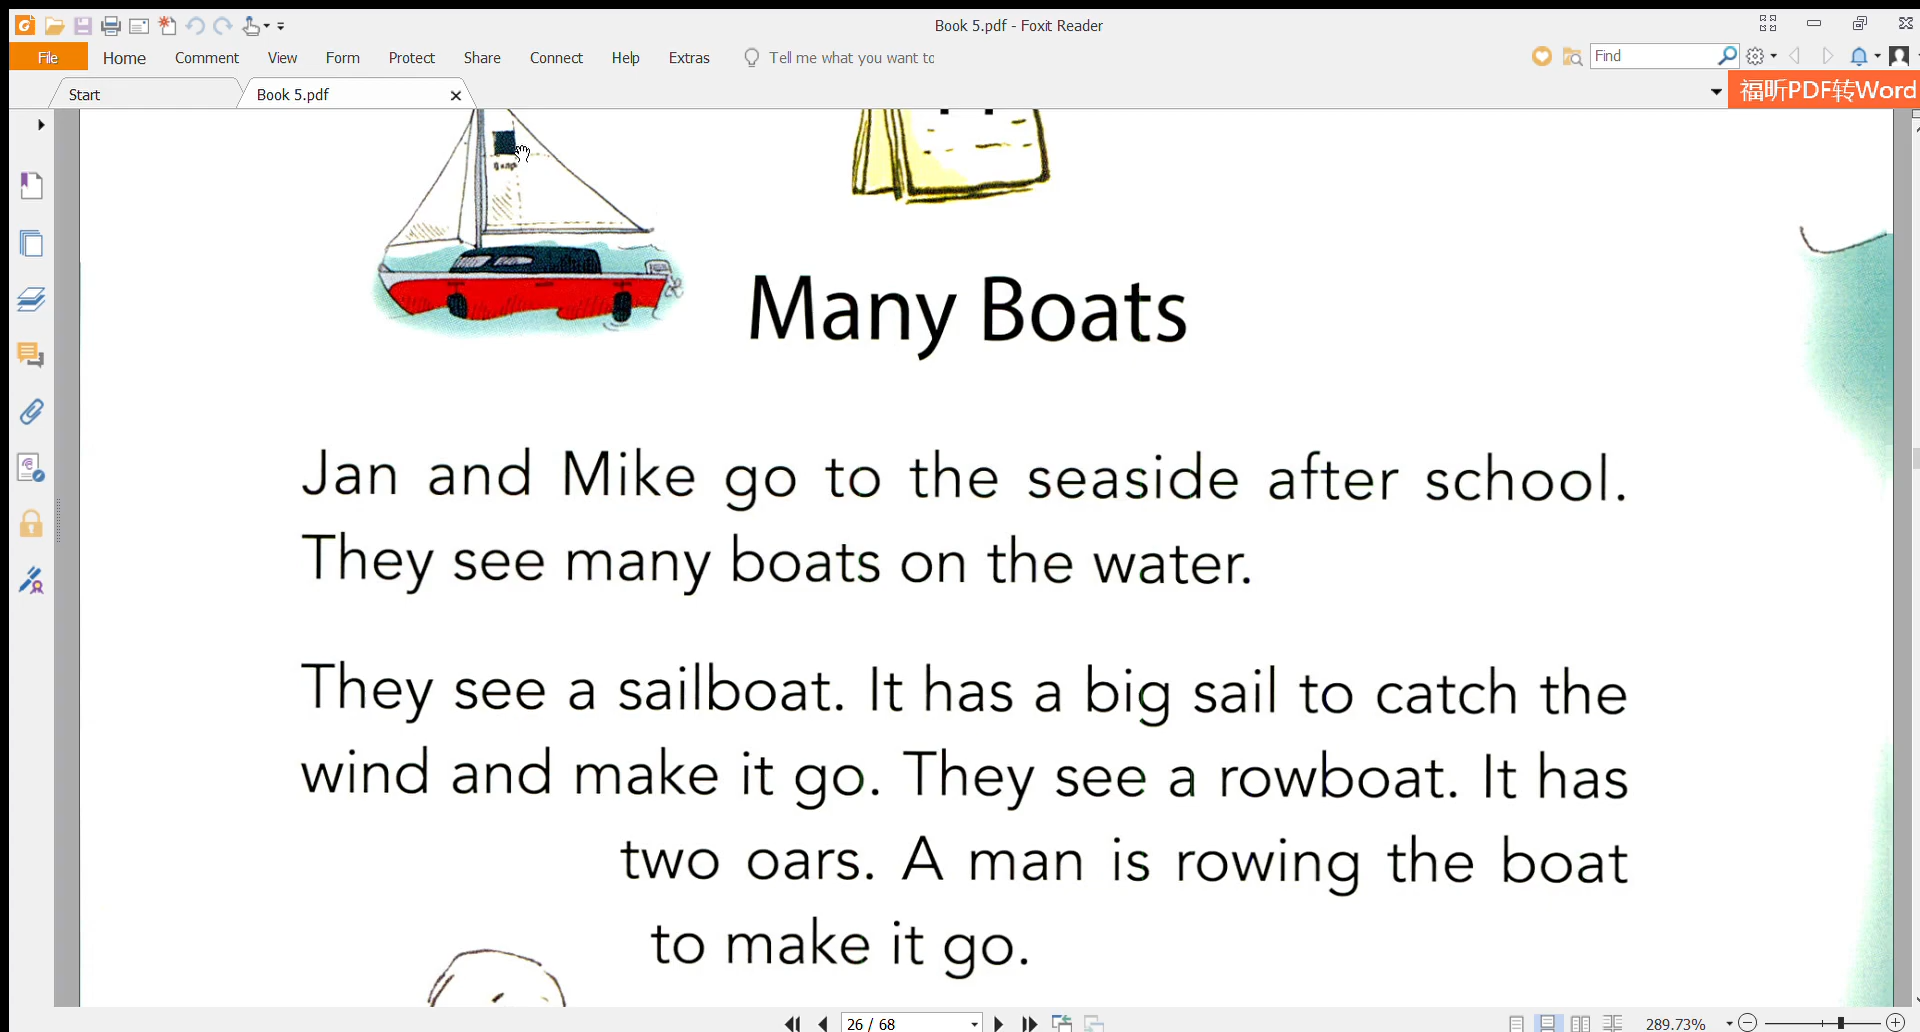 Book 5.pdf - Foxit Reader
File Home Comment View Form Protect Share Connect Help Extras Tell me what you want to Find
Start Book 5.pdf 福昕PDF转Word
Many Boats
Jan and Mike go to the seaside after school.
They see many boats on the water.
They see a sailboat. It has a big sail to catch the
wind and make it go. They see a rowboat. It has
two oars. A man is rowing the boat
to make it go.
26 / 68 289.73%